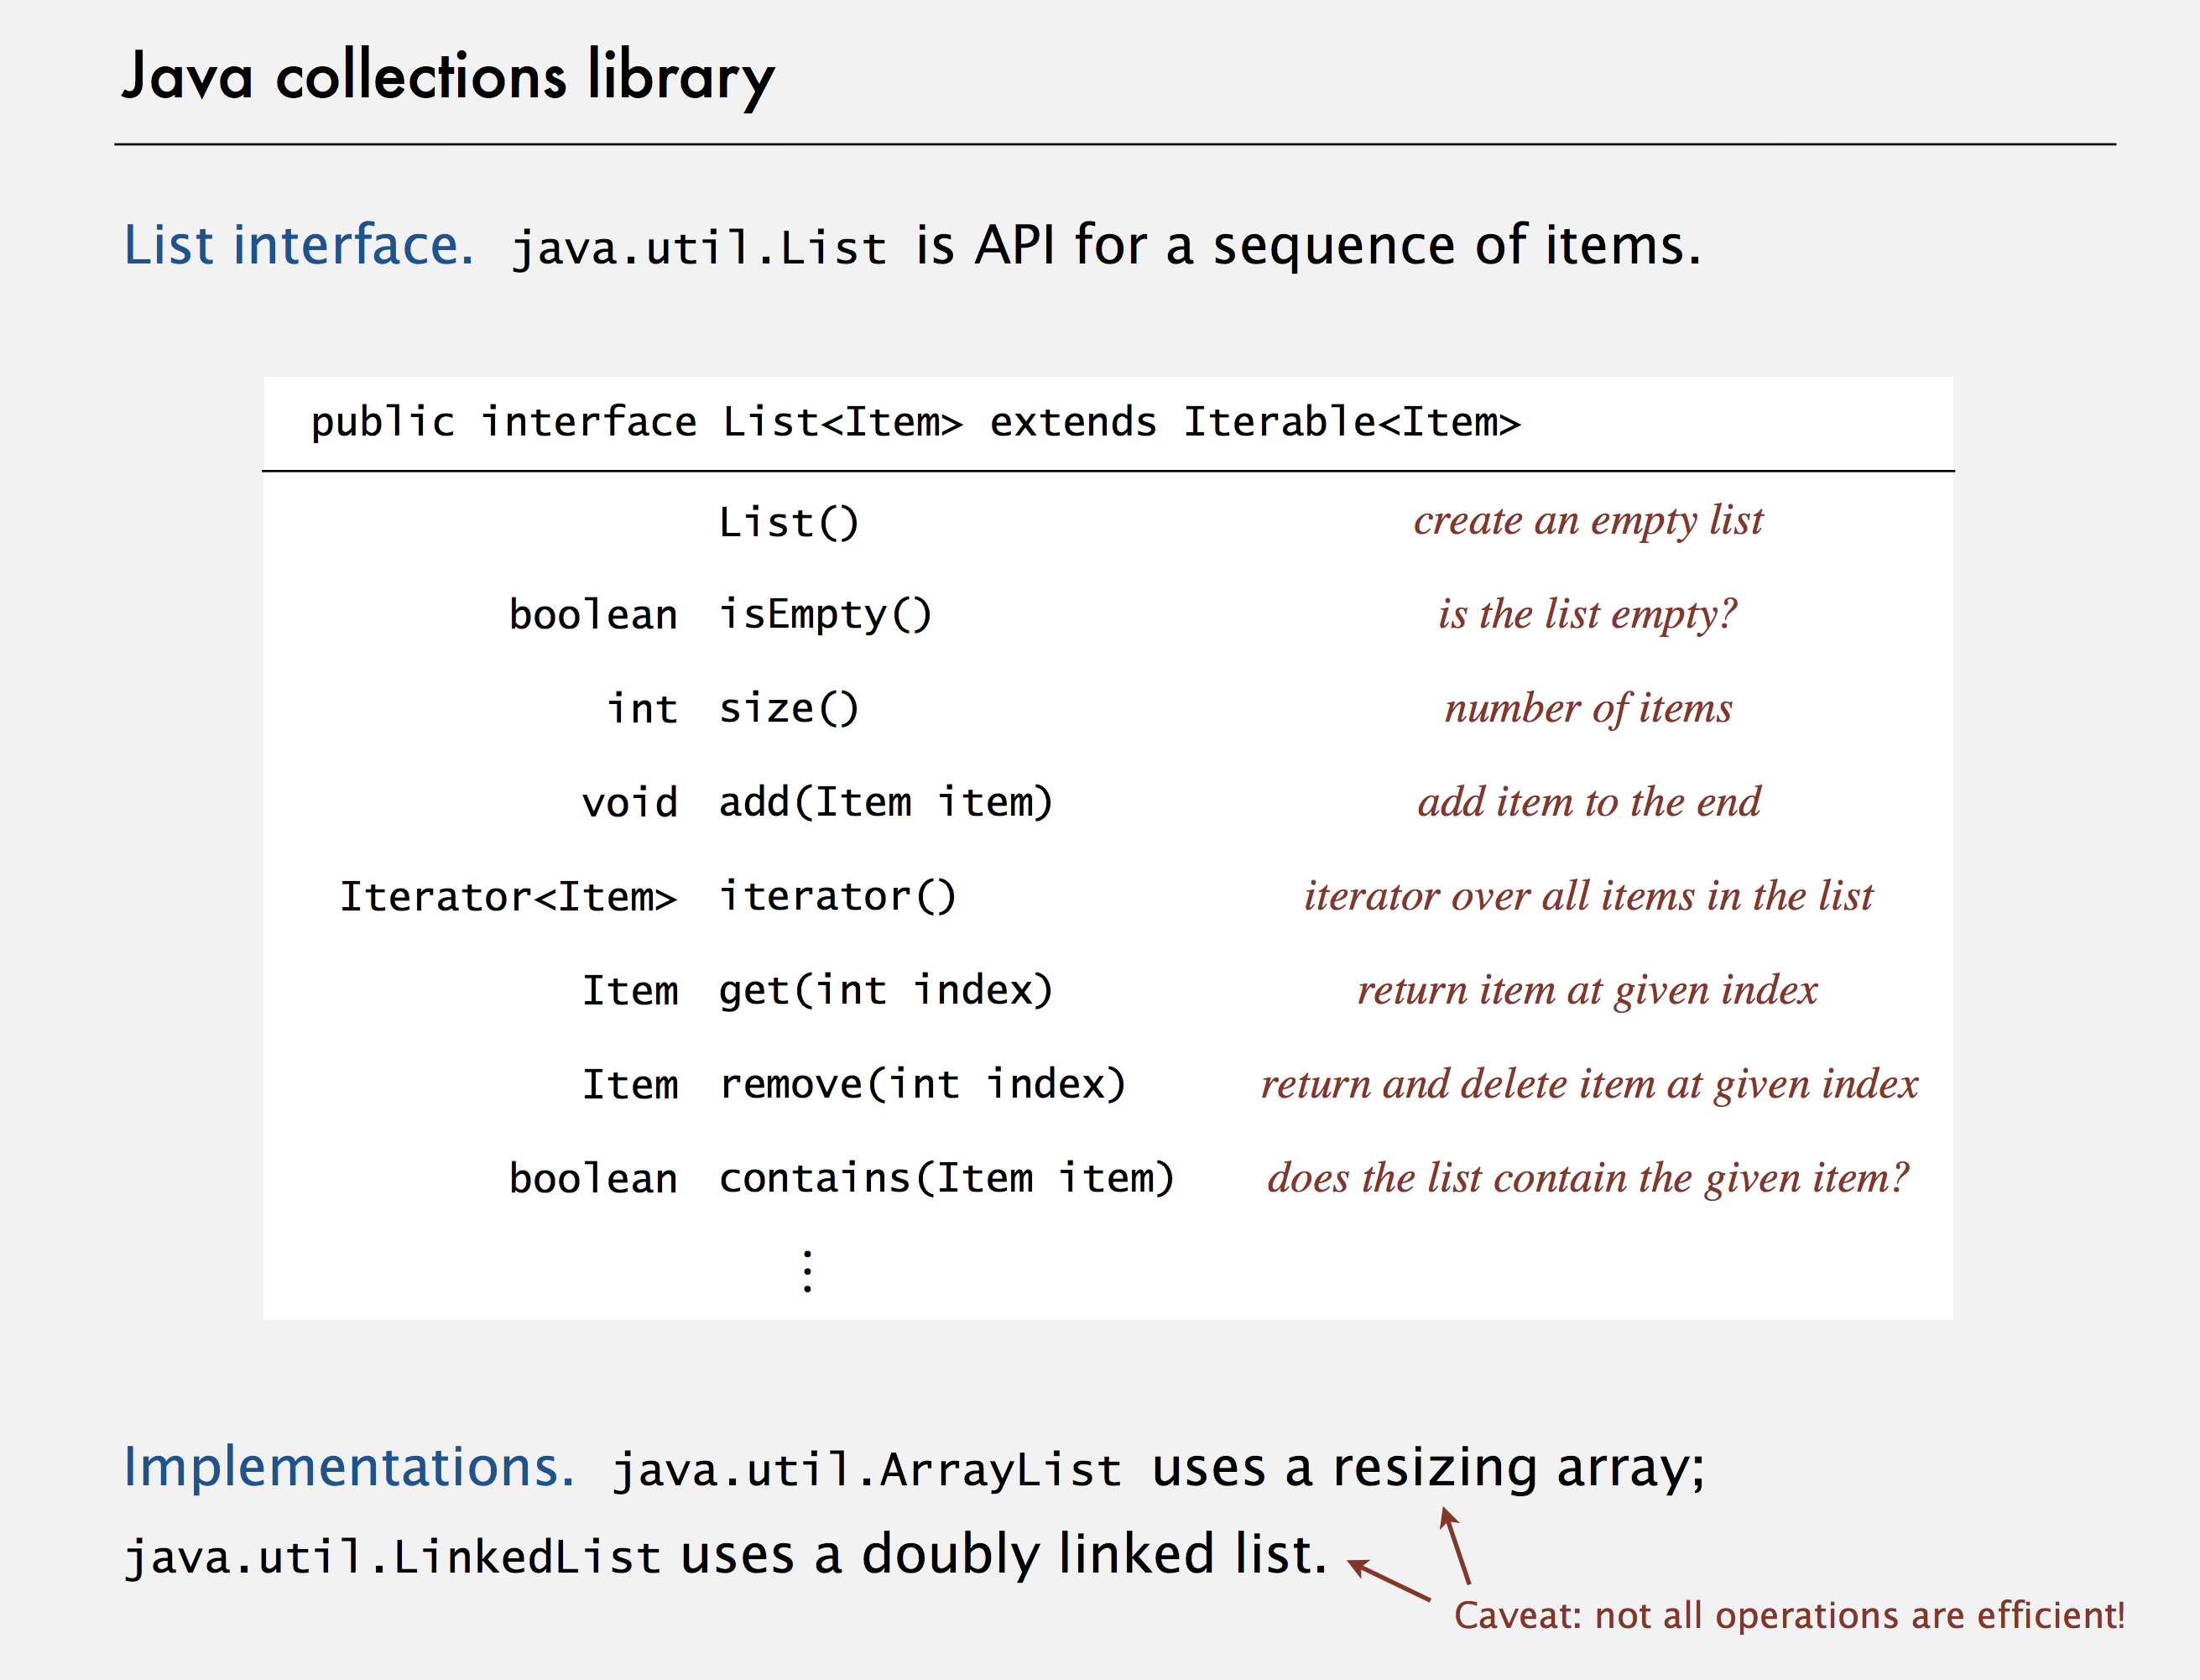 Java collections library
List interface. java.util.List is API for a sequence of items.
public interface List<Item> extends Iterable<Item>
List() create an empty list
boolean isEmpty() is the list empty?
int size() number of items
void add(Item item) add item to the end
Iterator<Item> iterator() iterator over all items in the list
Item get(int index) return item at given index
Item remove(int index) return and delete item at given index
boolean contains(Item item) does the list contain the given item?
⋮
Implementations. java.util.ArrayList uses a resizing array;
java.util.LinkedList uses a doubly linked list.
Caveat: not all operations are efficient!